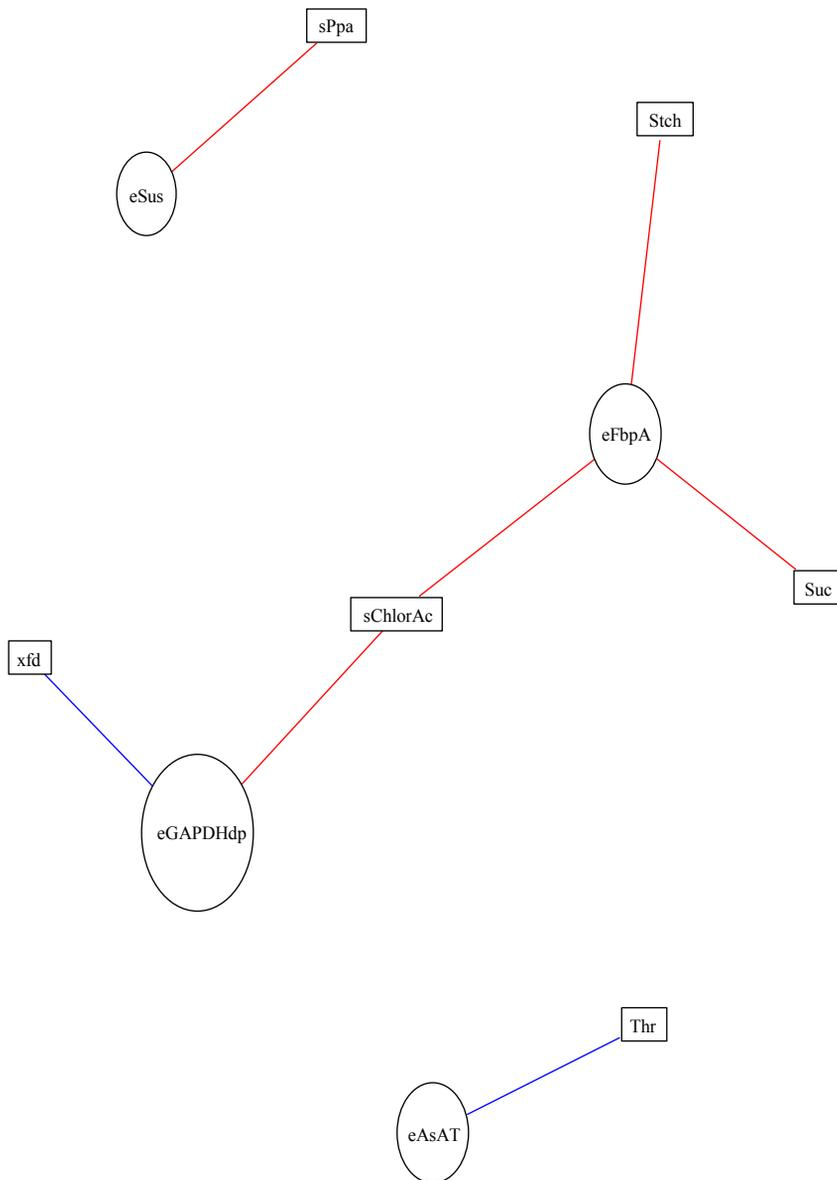 sPpa
Stch
eSus
eFbpA
Suc
sChlorAc
xfd
eGAPDHdp
Thr
eAsAT